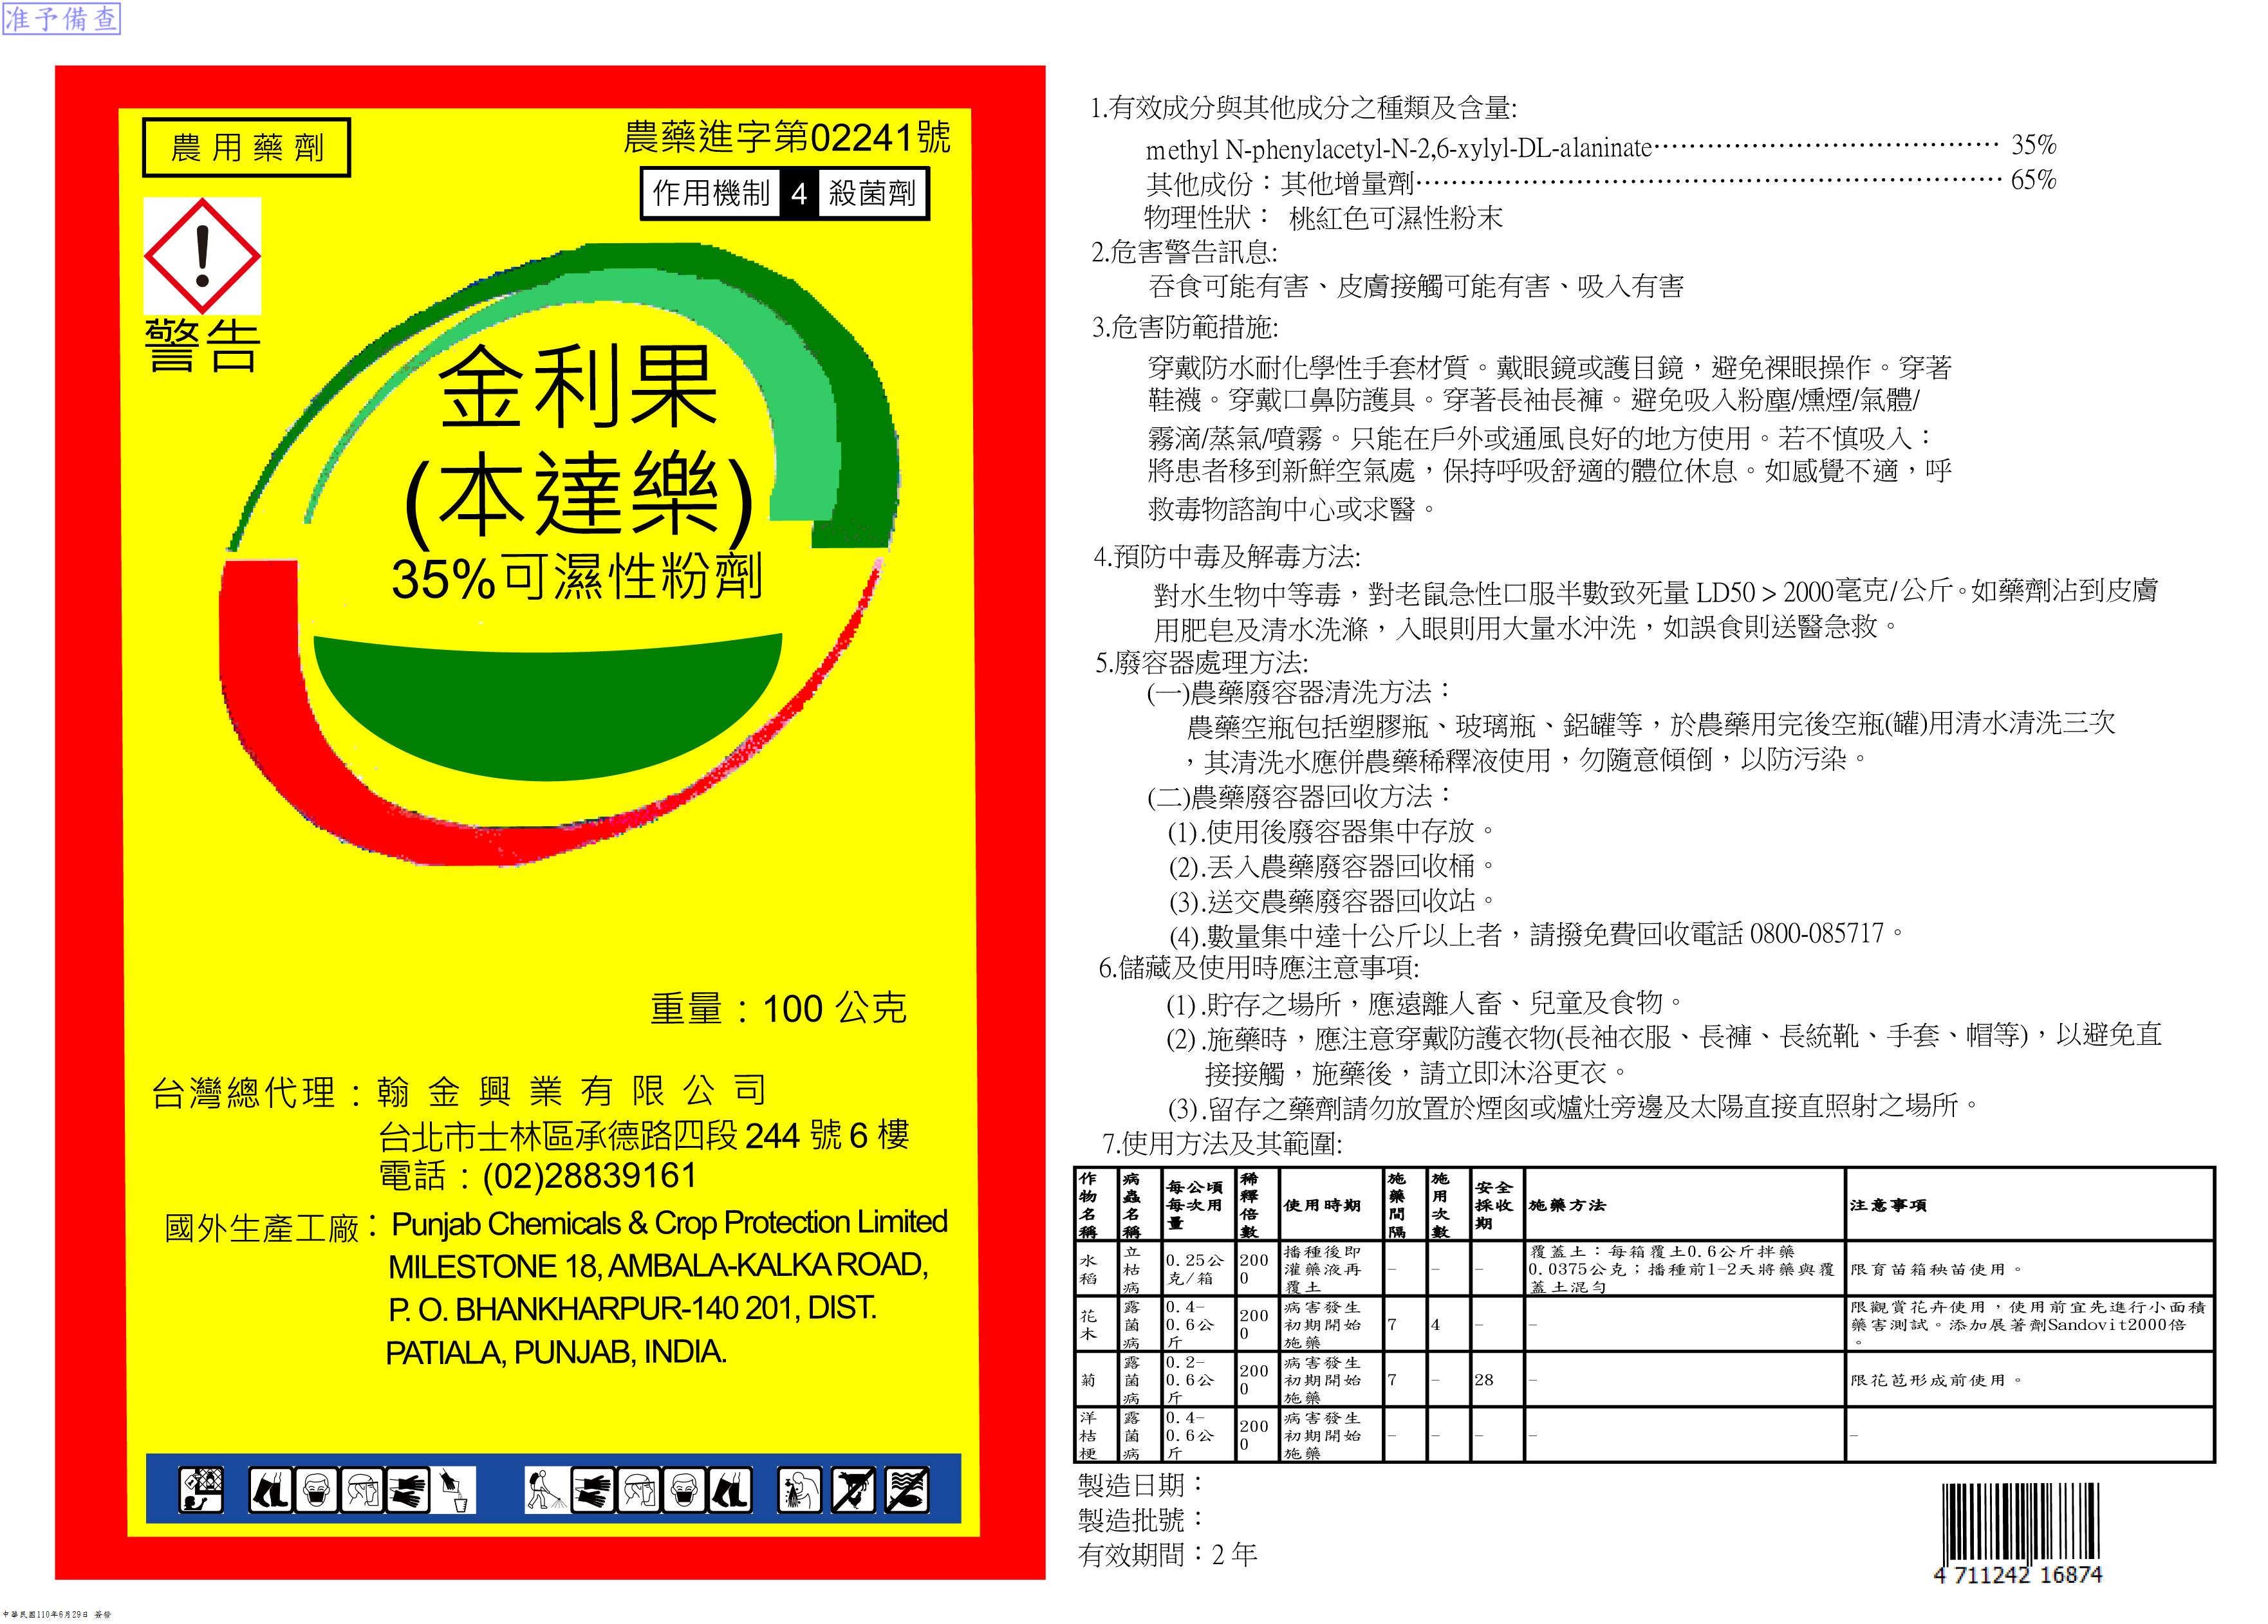 准予備查
農用藥劑
農藥進字第02241號
作用機制 4 殺菌劑
警告
金利果
(本達樂)
35%可濕性粉劑
重量：100 公克
台灣總代理：翰金興業有限公司
台北市士林區承德路四段 244 號 6 樓
電話：(02)28839161
國外生產工廠：Punjab Chemicals & Crop Protection Limited
MILESTONE 18, AMBALA-KALKA ROAD,
P. O. BHANKHARPUR-140 201, DIST.
PATIALA, PUNJAB, INDIA.
1.有效成分與其他成分之種類及含量:
methyl N-phenylacetyl-N-2,6-xylyl-DL-alaninate…………………………………… 35%
其他成份：其他增量劑…………………………………………………………… 65%
物理性狀： 桃紅色可濕性粉末
2.危害警告訊息:
吞食可能有害、皮膚接觸可能有害、吸入有害
3.危害防範措施:
穿戴防水耐化學性手套材質。戴眼鏡或護目鏡，避免裸眼操作。穿著
鞋襪。穿戴口鼻防護具。穿著長袖長褲。避免吸入粉塵/燻煙/氣體/
霧滴/蒸氣/噴霧。只能在戶外或通風良好的地方使用。若不慎吸入：
將患者移到新鮮空氣處，保持呼吸舒適的體位休息。如感覺不適，呼
救毒物諮詢中心或求醫。
4.預防中毒及解毒方法:
對水生物中等毒，對老鼠急性口服半數致死量 LD50 > 2000毫克/公斤。如藥劑沾到皮膚
用肥皂及清水洗滌，入眼則用大量水沖洗，如誤食則送醫急救。
5.廢容器處理方法:
(一)農藥廢容器清洗方法：
農藥空瓶包括塑膠瓶、玻璃瓶、鋁罐等，於農藥用完後空瓶(罐)用清水清洗三次
，其清洗水應併農藥稀釋液使用，勿隨意傾倒，以防污染。
(二)農藥廢容器回收方法：
(1).使用後廢容器集中存放。
(2).丟入農藥廢容器回收桶。
(3).送交農藥廢容器回收站。
(4).數量集中達十公斤以上者，請撥免費回收電話 0800-085717。
6.儲藏及使用時應注意事項:
(1).貯存之場所，應遠離人畜、兒童及食物。
(2).施藥時，應注意穿戴防護衣物(長袖衣服、長褲、長統靴、手套、帽等)，以避免直
接接觸，施藥後，請立即沐浴更衣。
(3).留存之藥劑請勿放置於煙囪或爐灶旁邊及太陽直接直照射之場所。
7.使用方法及其範圍:
作物名稱 病蟲名稱 每公頃每次用量 稀釋倍數 使用時期 施藥間隔 施用次數 安全採收期 施藥方法 注意事項
水稻 立枯病 0.25公克/箱 2000 播種後即灌藥液再覆土 - - - 覆蓋土：每箱覆土0.6公斤拌藥0.0375公克；播種前1-2天將藥與覆蓋土混勻 限育苗箱秧苗使用。
花木 露菌病 0.4-0.6公斤 2000 病害發生初期開始施藥 7 4 - - 限觀賞花卉使用，使用前宜先進行小面積藥害測試。添加展著劑Sandovit2000倍。
菊 露菌病 0.2-0.6公斤 2000 病害發生初期開始施藥 7 - 28 - 限花苞形成前使用。
洋桔梗 露菌病 0.4-0.6公斤 2000 病害發生初期開始施藥 - - - - -
製造日期：
製造批號：
有效期間：2 年
4 711242 16874
中華民國110年6月29日 簽發